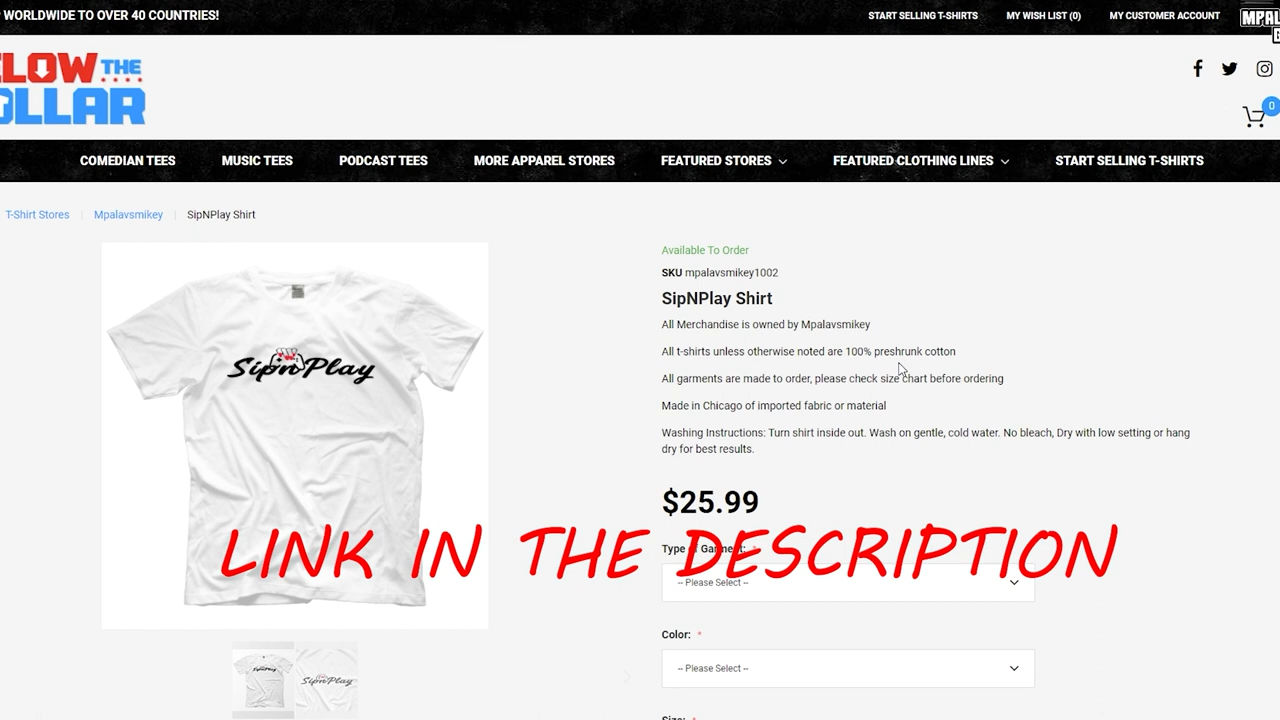 WORLDWIDE TO OVER 40 COUNTRIES!
START SELLING T-SHIRTS
MY WISH LIST (0)
MY CUSTOMER ACCOUNT
LOW THE
OLLAR
0
COMEDIAN TEES
MUSIC TEES
PODCAST TEES
MORE APPAREL STORES
FEATURED STORES
FEATURED CLOTHING LINES
START SELLING T-SHIRTS
T-Shirt Stores
Mpalavsmikey
SipNPlay Shirt
SipnPlay
Available To Order
SKU mpalavsmikey1002
SipNPlay Shirt
All Merchandise is owned by Mpalavsmikey
All t-shirts unless otherwise noted are 100% preshrunk cotton
All garments are made to order, please check size chart before ordering
Made in Chicago of imported fabric or material
Washing Instructions: Turn shirt inside out. Wash on gentle, cold water. No bleach, Dry with low setting or hang
dry for best results.
$25.99
LINK IN THE DESCRIPTION
Type of Garment: *
-- Please Select --
Color: *
-- Please Select --
SipnPlay